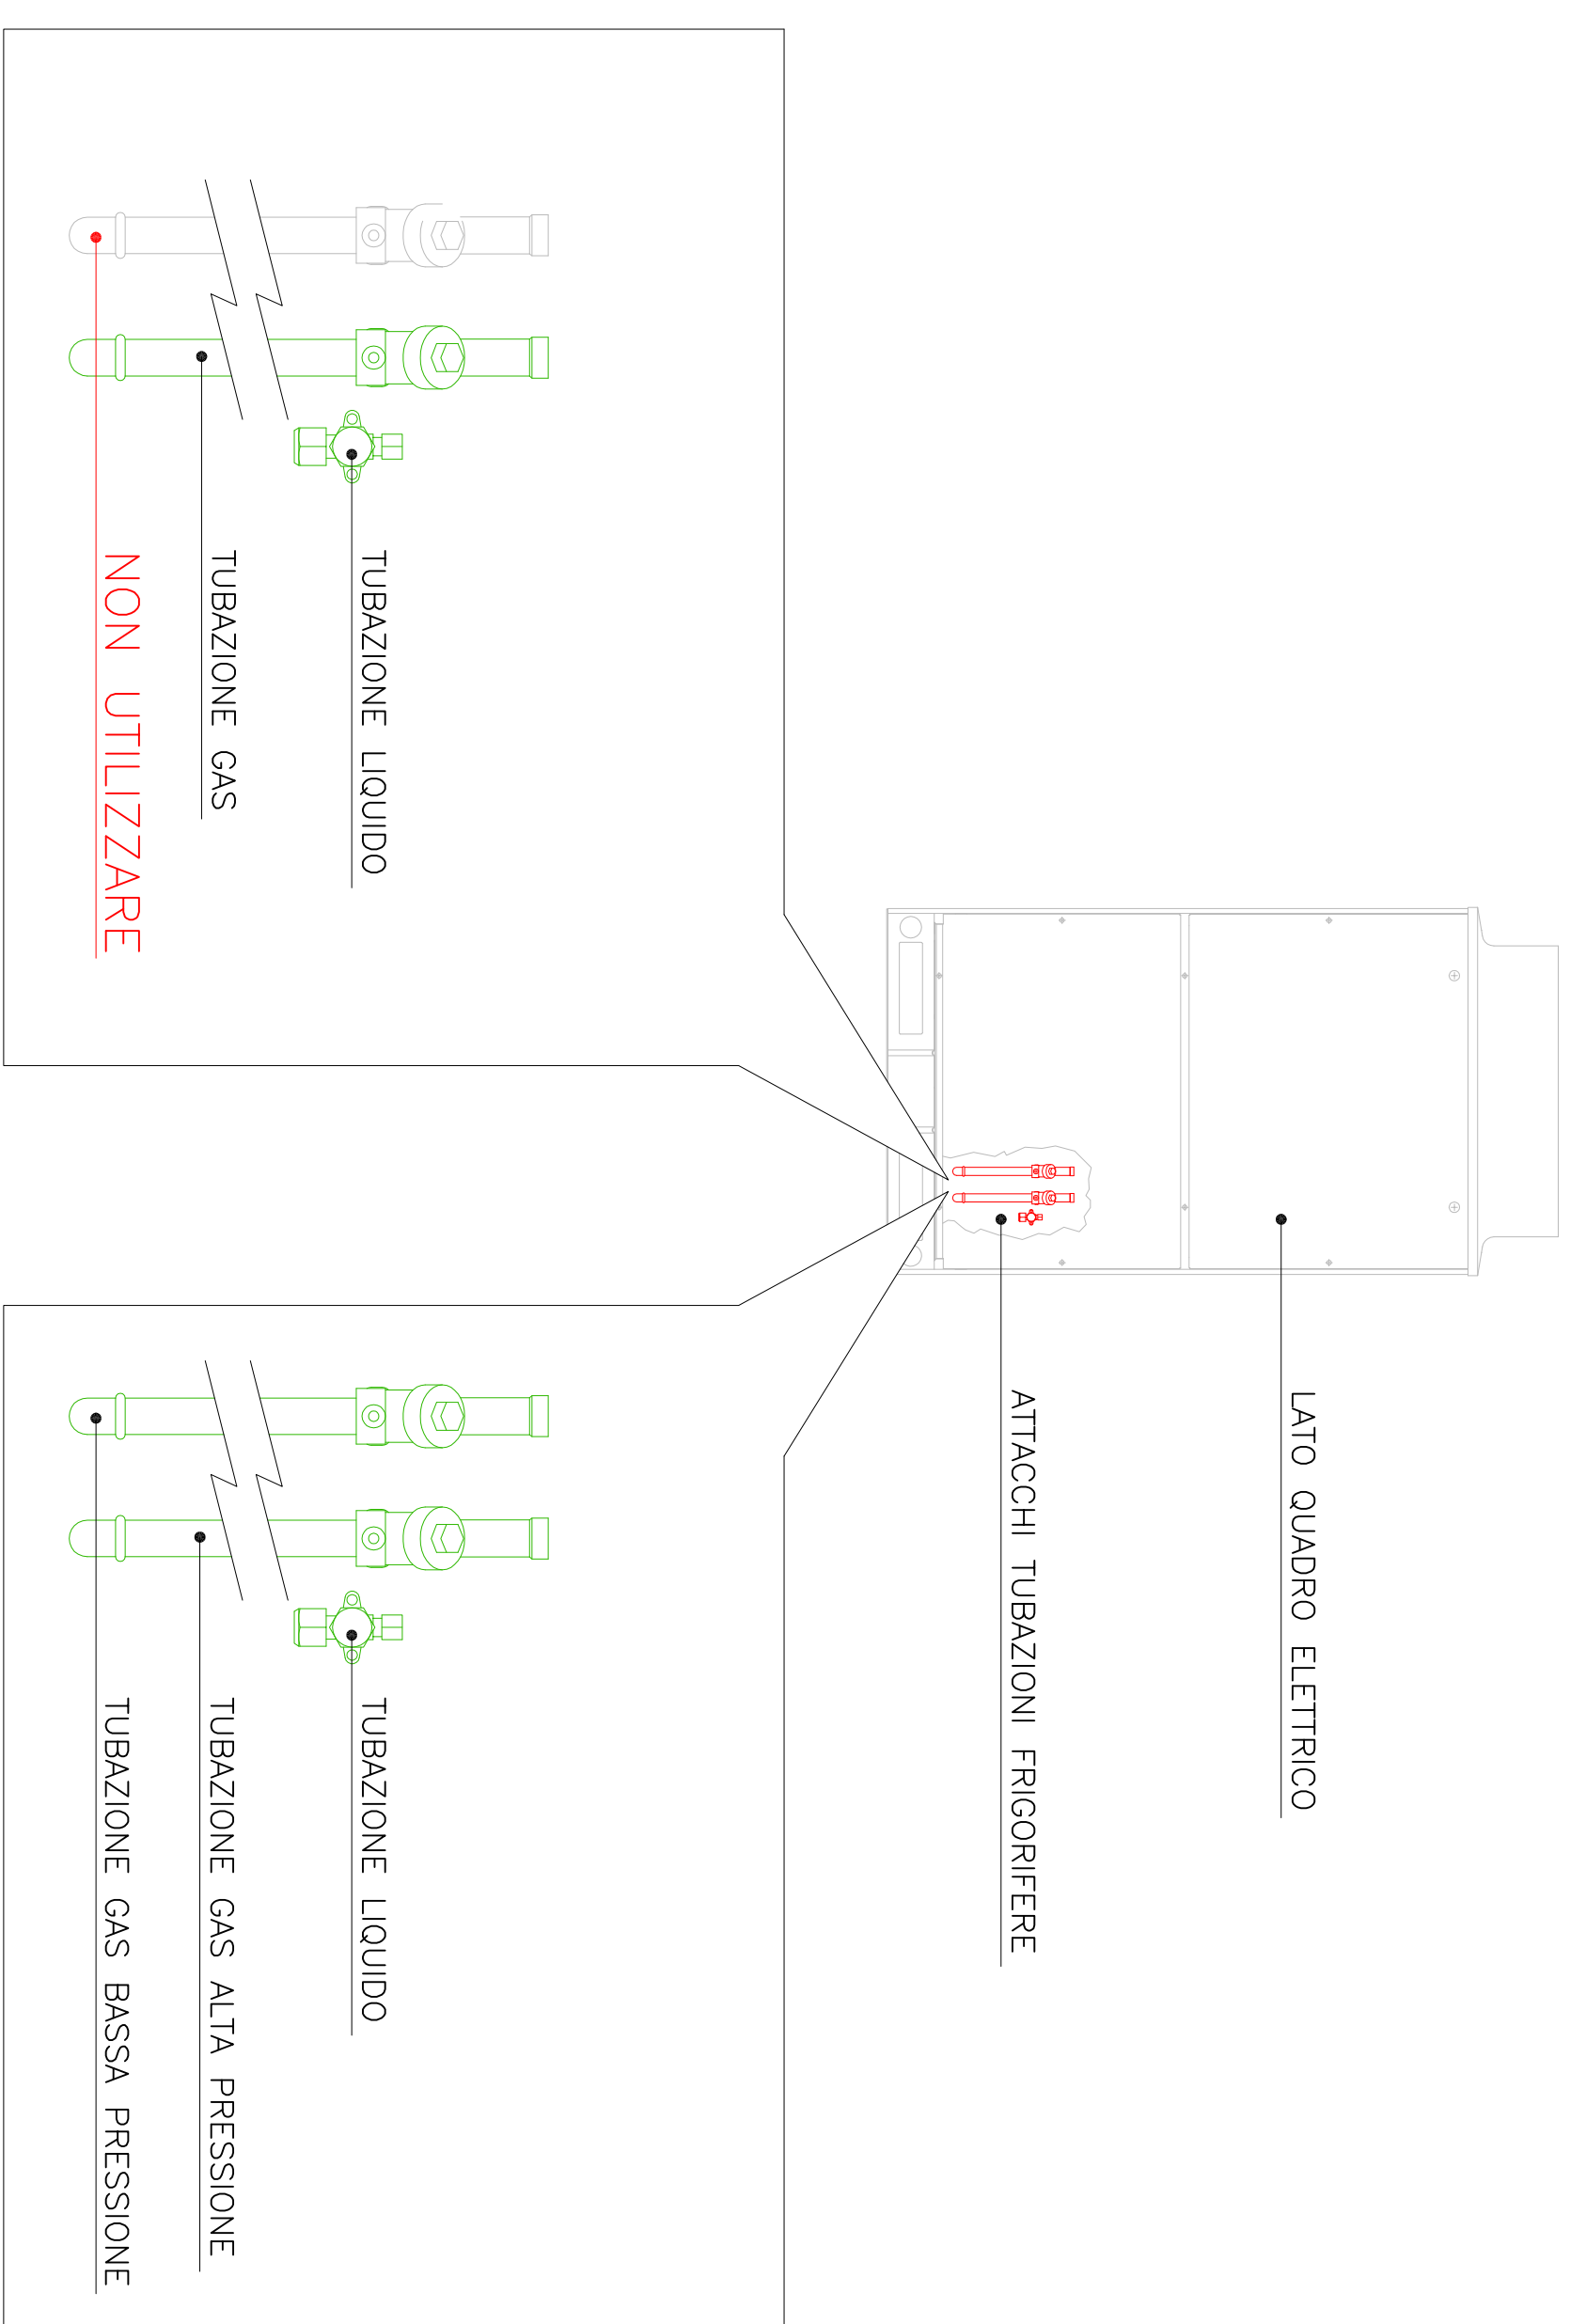 LATO QUADRO ELETTRICO
ATTACCHI TUBAZIONI FRIGORIFERE
TUBAZIONE LIQUIDO
TUBAZIONE GAS
NON UTILIZZARE
TUBAZIONE LIQUIDO
TUBAZIONE GAS ALTA PRESSIONE
TUBAZIONE GAS BASSA PRESSIONE